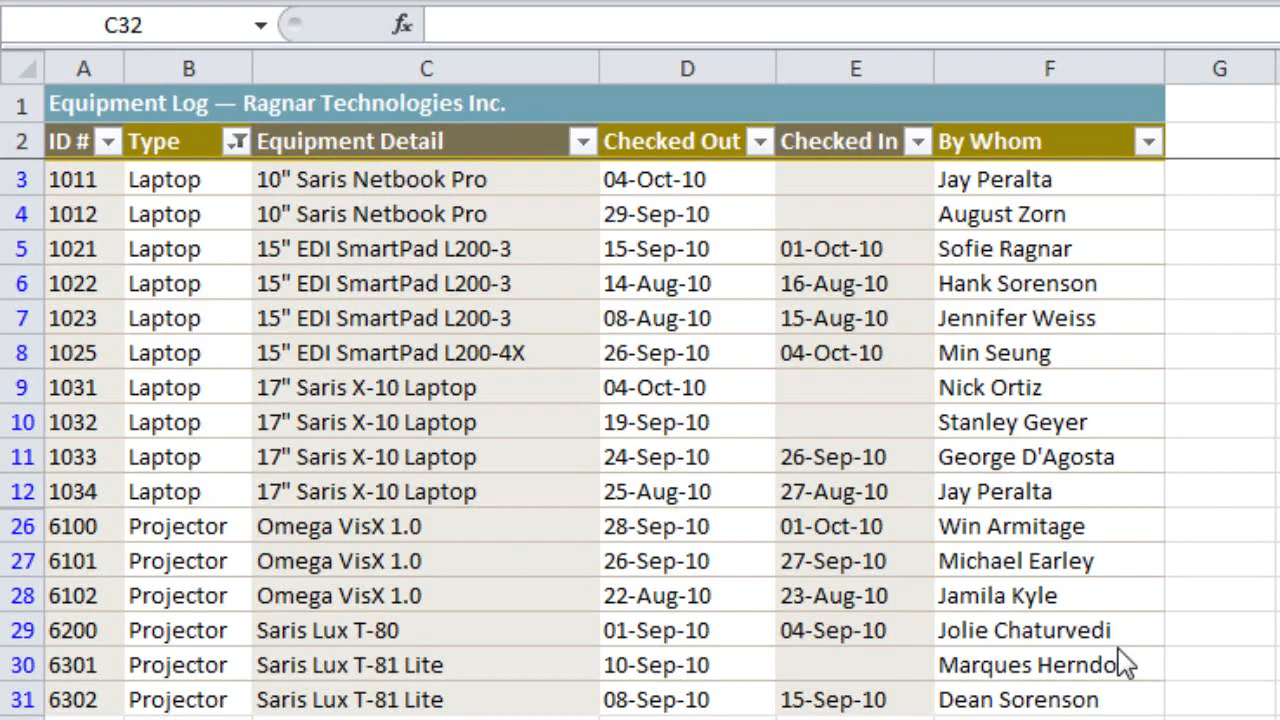 C32 fx
A B C D E F G
1 Equipment Log — Ragnar Technologies Inc.
2 ID # Type Equipment Detail Checked Out Checked In By Whom
3 1011 Laptop 10" Saris Netbook Pro 04-Oct-10 Jay Peralta
4 1012 Laptop 10" Saris Netbook Pro 29-Sep-10 August Zorn
5 1021 Laptop 15" EDI SmartPad L200-3 15-Sep-10 01-Oct-10 Sofie Ragnar
6 1022 Laptop 15" EDI SmartPad L200-3 14-Aug-10 16-Aug-10 Hank Sorenson
7 1023 Laptop 15" EDI SmartPad L200-3 08-Aug-10 15-Aug-10 Jennifer Weiss
8 1025 Laptop 15" EDI SmartPad L200-4X 26-Sep-10 04-Oct-10 Min Seung
9 1031 Laptop 17" Saris X-10 Laptop 04-Oct-10 Nick Ortiz
10 1032 Laptop 17" Saris X-10 Laptop 19-Sep-10 Stanley Geyer
11 1033 Laptop 17" Saris X-10 Laptop 24-Sep-10 26-Sep-10 George D'Agosta
12 1034 Laptop 17" Saris X-10 Laptop 25-Aug-10 27-Aug-10 Jay Peralta
26 6100 Projector Omega VisX 1.0 28-Sep-10 01-Oct-10 Win Armitage
27 6101 Projector Omega VisX 1.0 26-Sep-10 27-Sep-10 Michael Earley
28 6102 Projector Omega VisX 1.0 22-Aug-10 23-Aug-10 Jamila Kyle
29 6200 Projector Saris Lux T-80 01-Sep-10 04-Sep-10 Jolie Chaturvedi
30 6301 Projector Saris Lux T-81 Lite 10-Sep-10 Marques Herndo
31 6302 Projector Saris Lux T-81 Lite 08-Sep-10 15-Sep-10 Dean Sorenson